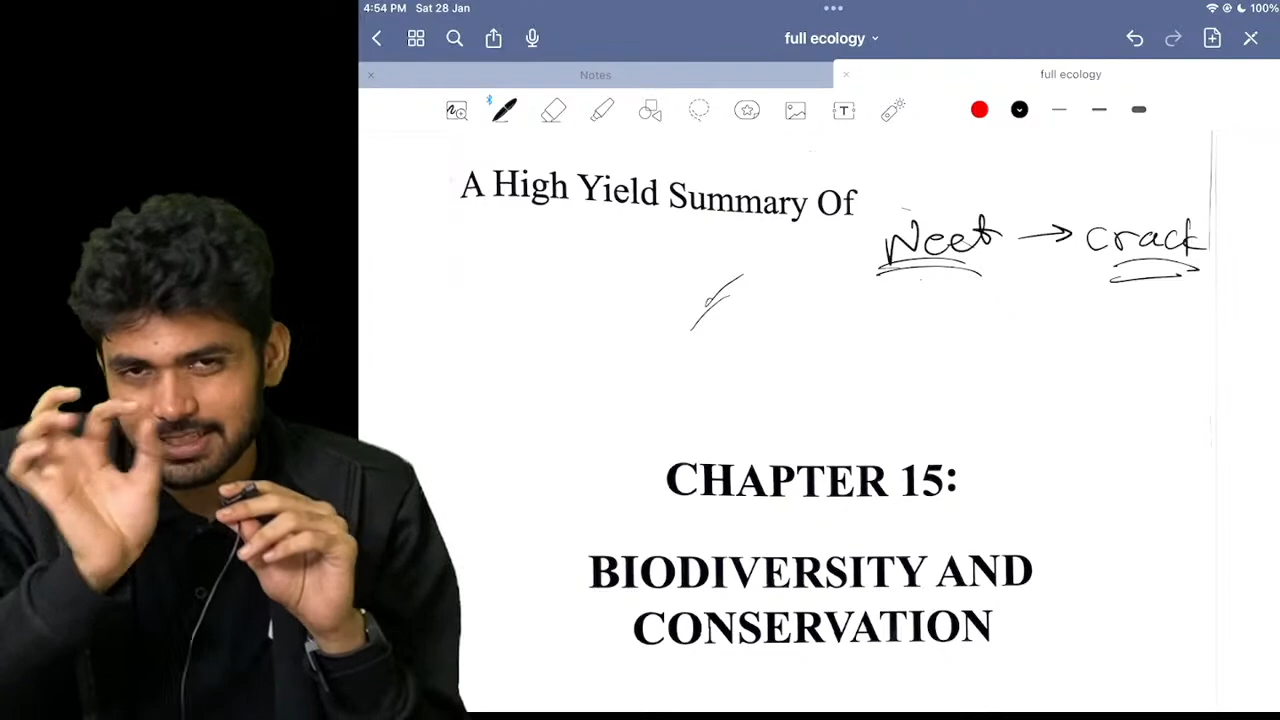 4:54 PM Sat 28 Jan
100%
full ecology
Notes
full ecology
T
A High Yield Summary Of
Neet → crack
CHAPTER 15:
BIODIVERSITY AND
CONSERVATION